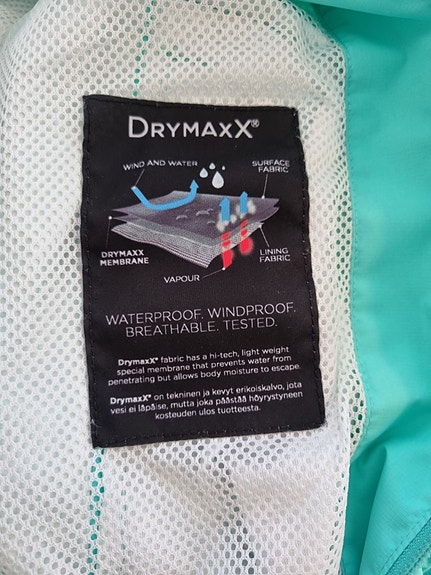 DRYMAXX®
WIND AND WATER
SURFACE
FABRIC
DRYMAXX
MEMBRANE
LINING
FABRIC
VAPOUR
WATERPROOF. WINDPROOF.
BREATHABLE. TESTED.
DrymaxX® fabric has a hi-tech, light weight
special membrane that prevents water from
penetrating but allows body moisture to escape.
DrymaxX® on tekninen ja kevyt erikoiskalvo, jota
vesi ei läpäise, mutta joka päästää höyrystyneen
kosteuden ulos tuotteesta.